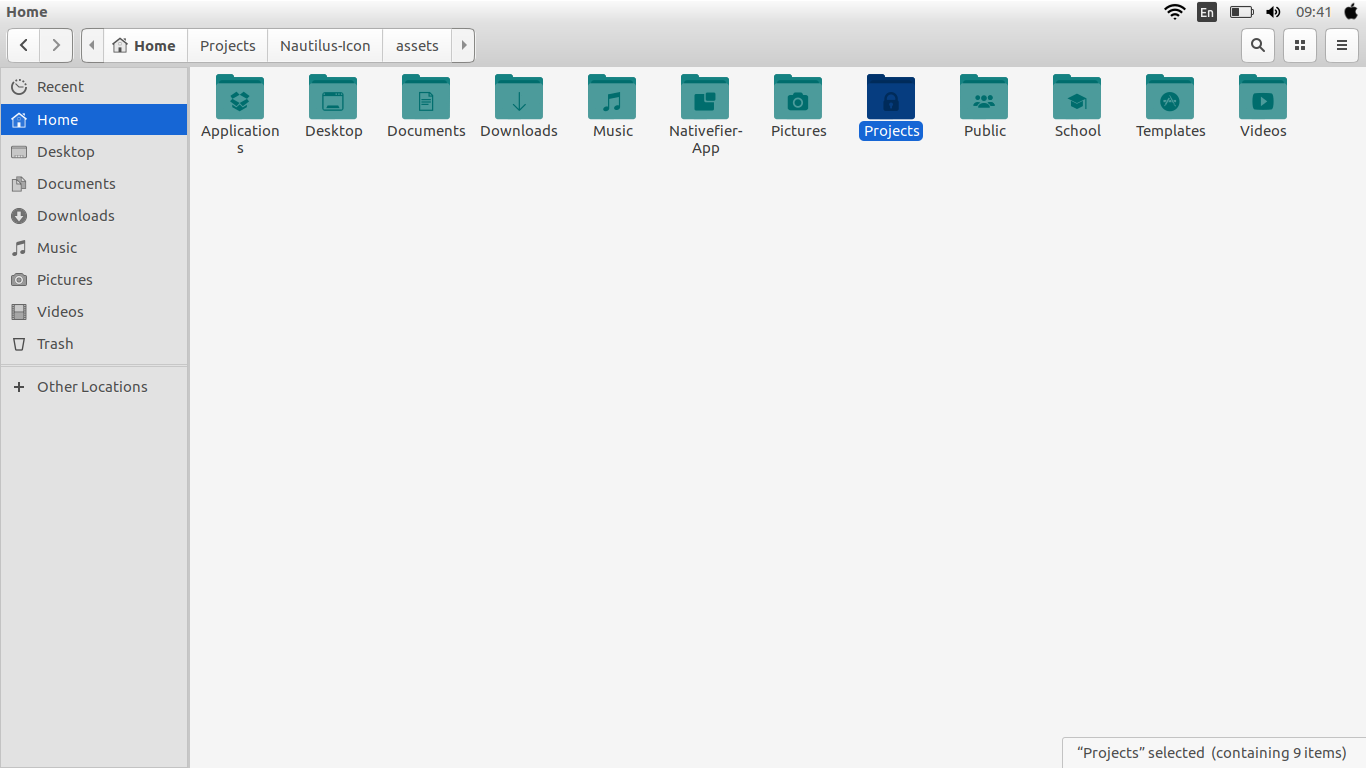 Home
En
09:41
Home
Projects
Nautilus-Icon
assets
Recent
Home
Desktop
Documents
Downloads
Music
Pictures
Videos
Trash
Other Locations
Application
s
Desktop
Documents
Downloads
Music
Nativefier-
App
Pictures
Projects
Public
School
Templates
Videos
“Projects” selected (containing 9 items)